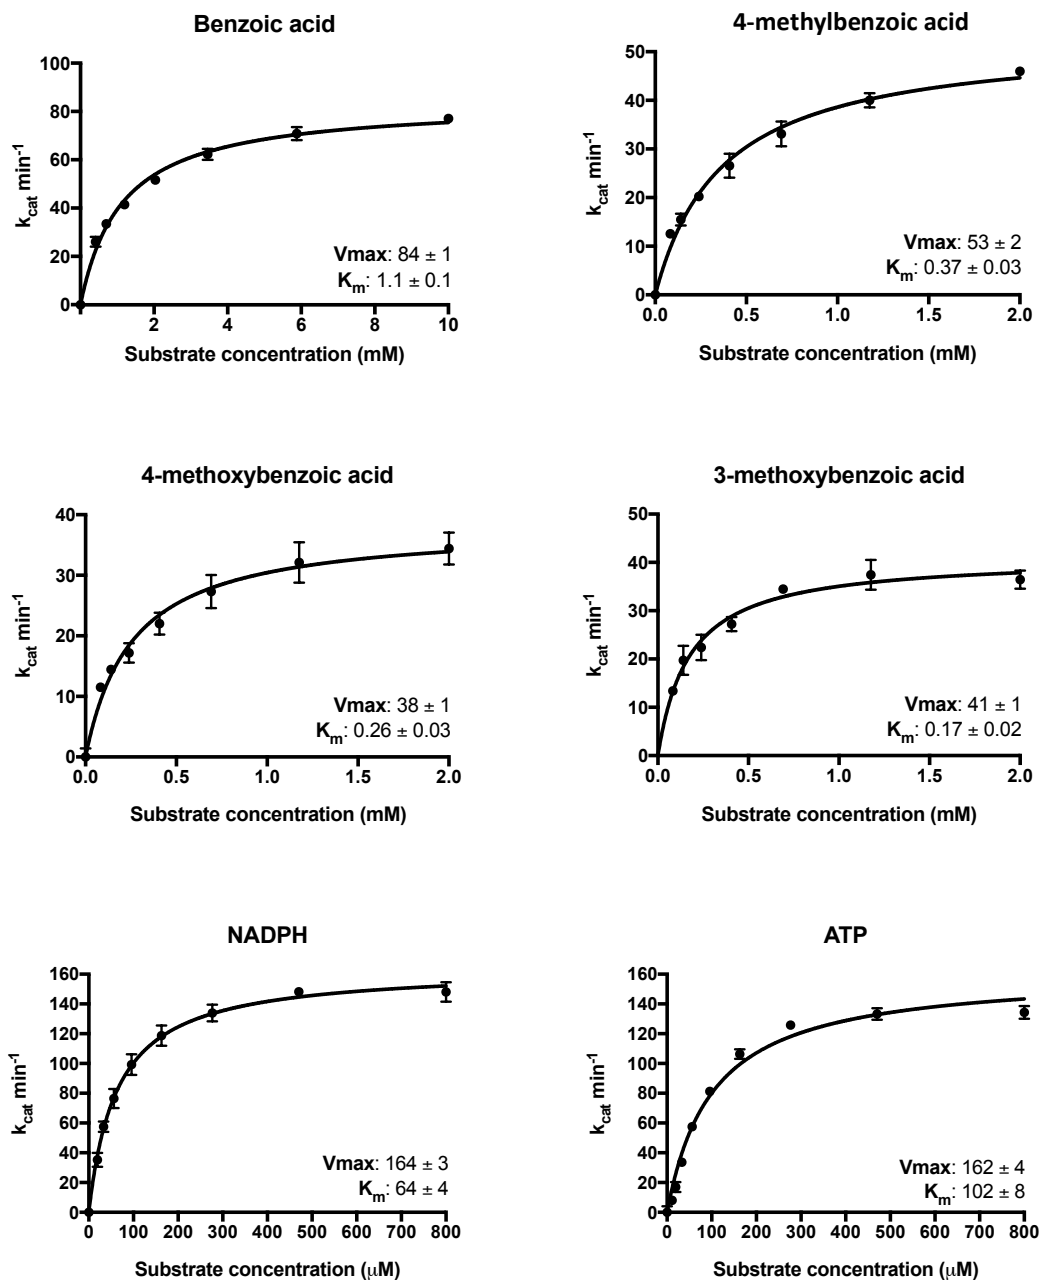 Benzoic acid
100
80
60
40
20
0
k_cat min^-1
Vmax: 84 ± 1
K_m: 1.1 ± 0.1
2 4 6 8 10
Substrate concentration (mM)
4-methylbenzoic acid
50
40
30
20
10
0
k_cat min^-1
Vmax: 53 ± 2
K_m: 0.37 ± 0.03
0.0 0.5 1.0 1.5 2.0
Substrate concentration (mM)
4-methoxybenzoic acid
40
30
20
10
0
k_cat min^-1
Vmax: 38 ± 1
K_m: 0.26 ± 0.03
0.0 0.5 1.0 1.5 2.0
Substrate concentration (mM)
3-methoxybenzoic acid
50
40
30
20
10
0
k_cat min^-1
Vmax: 41 ± 1
K_m: 0.17 ± 0.02
0.0 0.5 1.0 1.5 2.0
Substrate concentration (mM)
NADPH
160
140
120
100
80
60
40
20
0
k_cat min^-1
Vmax: 164 ± 3
K_m: 64 ± 4
0 100 200 300 400 500 600 700 800
Substrate concentration (μM)
ATP
160
140
120
100
80
60
40
20
0
k_cat min^-1
Vmax: 162 ± 4
K_m: 102 ± 8
0 100 200 300 400 500 600 700 800
Substrate concentration (μM)